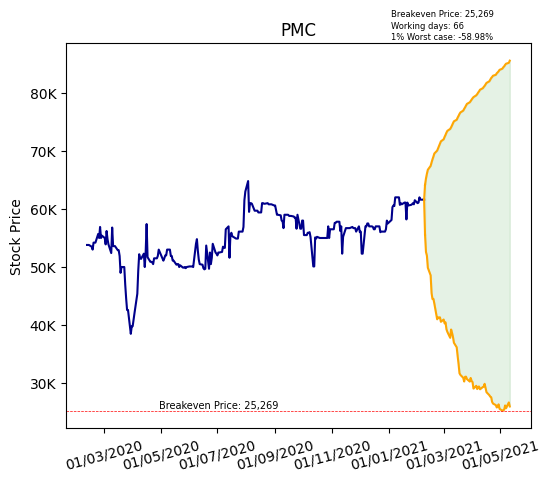 Breakeven Price: 25,269
Working days: 66
1% Worst case: -58.98%
PMC
Stock Price
80K
70K
60K
50K
40K
30K
Breakeven Price: 25,269
01/03/2020
01/05/2020
01/07/2020
01/09/2020
01/11/2020
01/01/2021
01/03/2021
01/05/2021